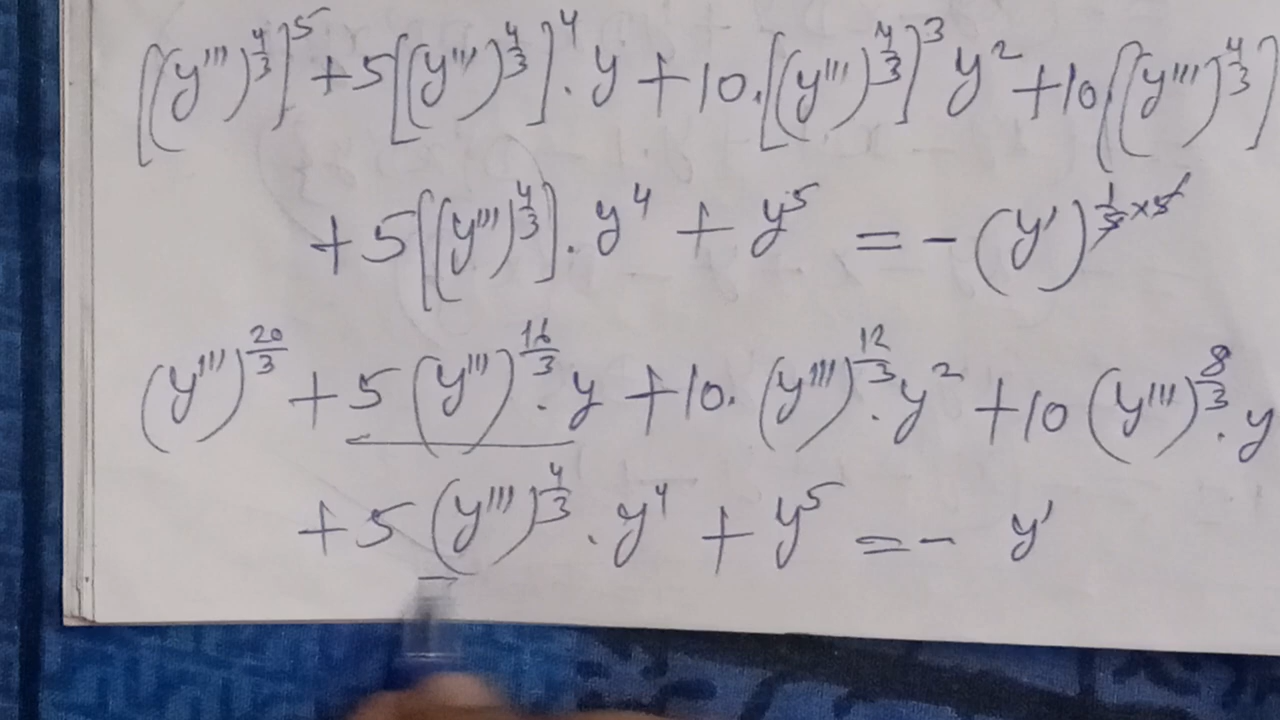 [(y''')^{4/3}]^5 + 5[(y''')^{4/3}]^4 . y + 10 . [(y''')^{4/3}]^3 y^2 + 10 [(y''')^{4/3}]
+ 5[(y''')^{4/3}] . y^4 + y^5 = - (y')^{1/5 × 5}
(y''')^{20/3} + 5 (y''')^{16/3} . y + 10 . (y''')^{12/3} . y^2 + 10 (y''')^{8/3} . y
+ 5 (y''')^{4/3} . y^4 + y^5 = - y'